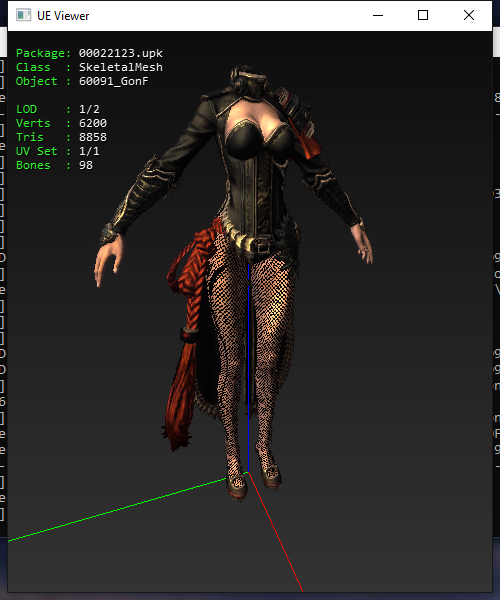 UE Viewer
Package: 00022123.upk
Class : SkeletalMesh
Object : 60091_GonF
LOD : 1/2
Verts : 6200
Tris : 8858
UV Set : 1/1
Bones : 98